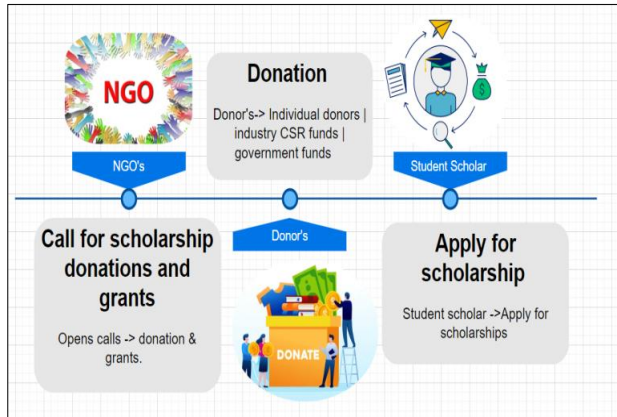 NGO
NGO's
Call for scholarship
donations and
grants
Opens calls -> donation &
grants.
Donation
Donor's-> Individual donors |
industry CSR funds |
government funds
Donor's
DONATE
Student Scholar
Apply for
scholarship
Student scholar ->Apply for
scholarships